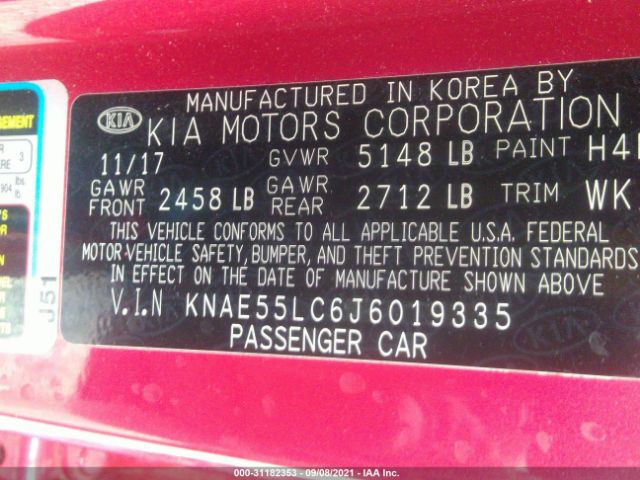 MANUFACTURED IN KOREA BY
KIA KIA MOTORS CORPORATION
11/17 GVWR 5148 LB PAINT
GAWR FRONT 2458 LB GAWR REAR 2712 LB TRIM WK
THIS VEHICLE CONFORMS TO ALL APPLICABLE U.S.A. FEDERAL
MOTOR VEHICLE SAFETY, BUMPER, AND THEFT PREVENTION STANDARDS
IN EFFECT ON THE DATE OF MANUFACTURE SHOWN ABOVE
V.I.N KNAE55LC6J6019335
PASSENGER CAR
J51
3
lbs.
000-31182353 - 09/08/2021 - IAA Inc.